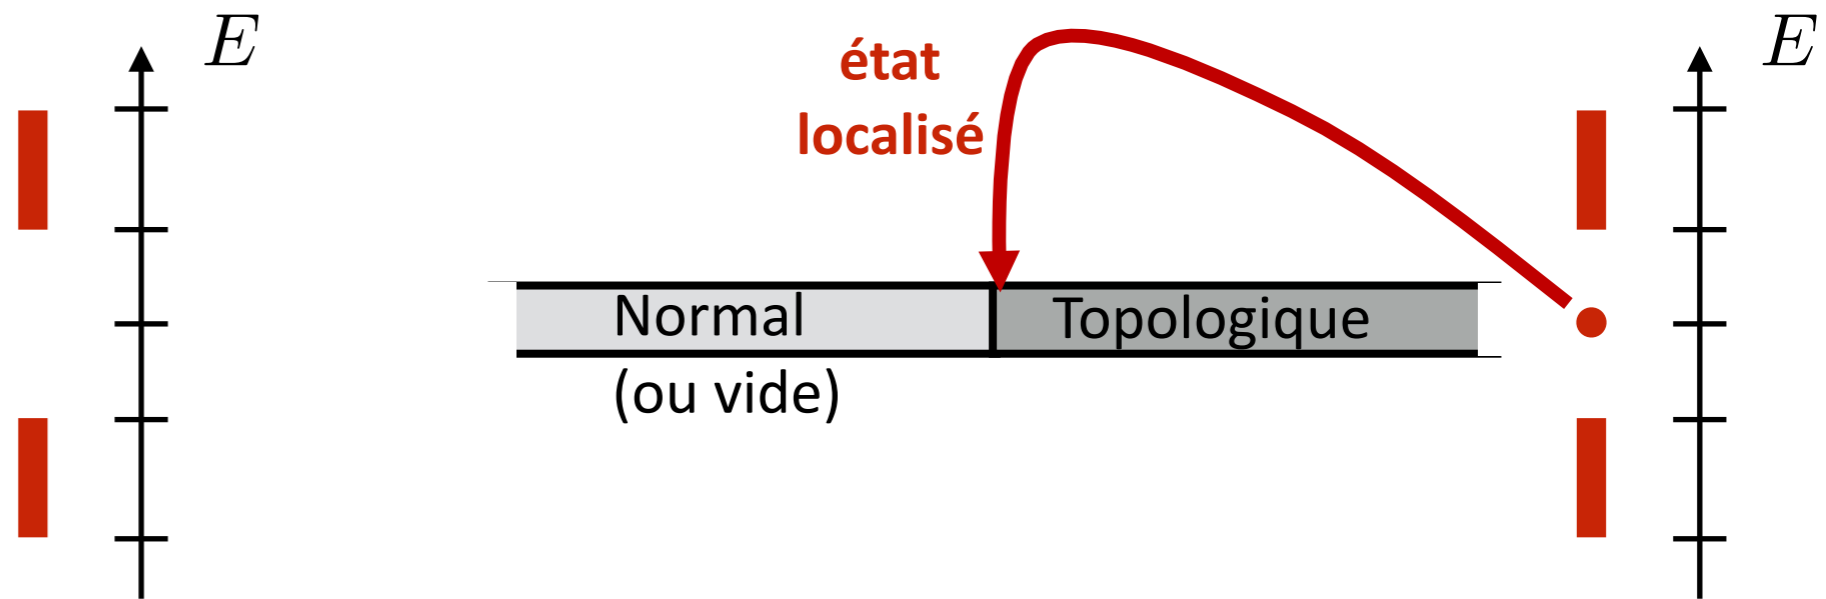 E
E
état
localisé
Normal
Topologique
(ou vide)